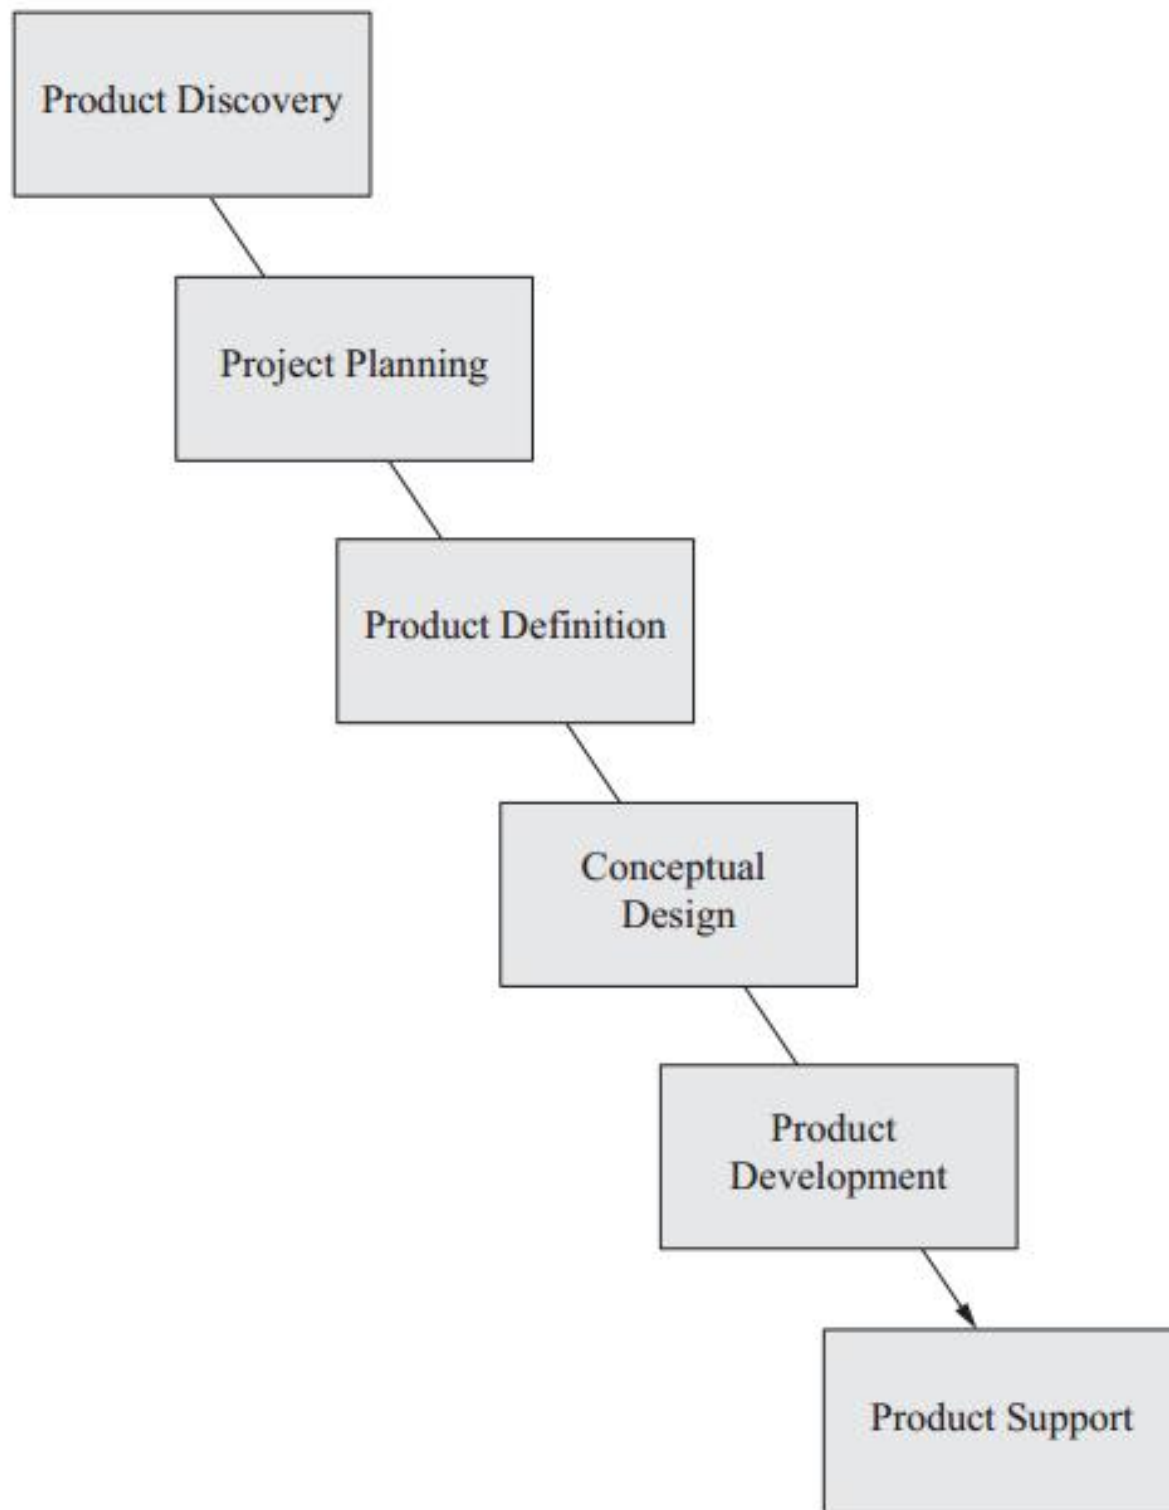 Product Discovery
Project Planning
Product Definition
Conceptual
Design
Product
Development
Product Support